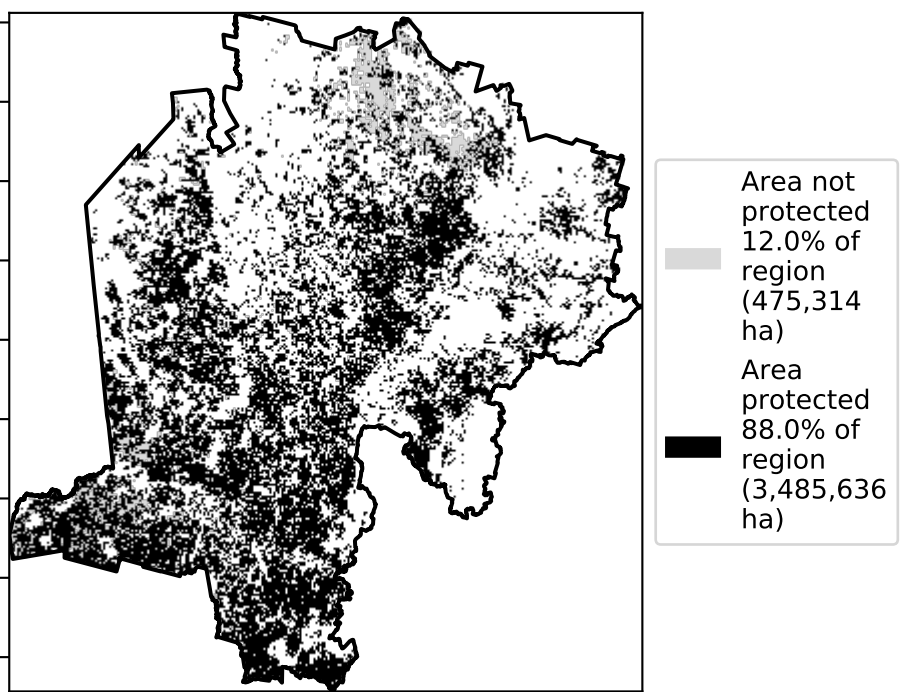 Area not
protected
12.0% of
region
(475,314
ha)
Area
protected
88.0% of
region
(3,485,636
ha)